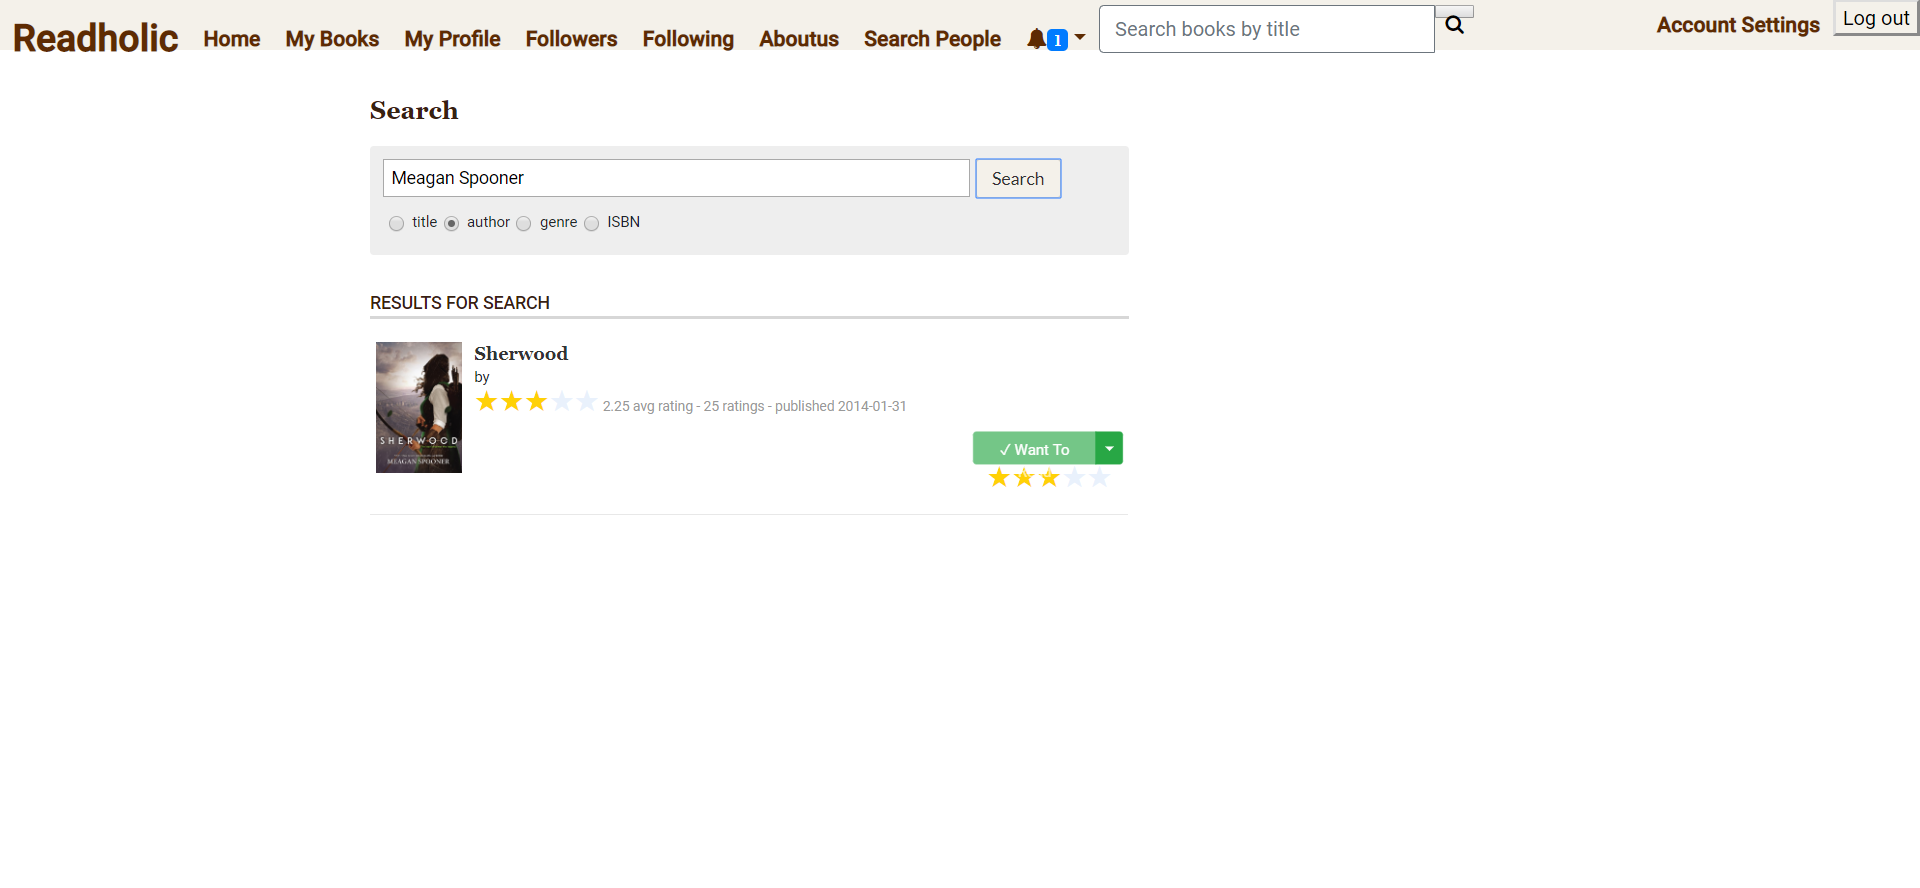 Readholic Home My Books My Profile Followers Following Aboutus Search People 1 Search books by title Account Settings Log out
Search
Meagan Spooner Search
title author genre ISBN
RESULTS FOR SEARCH
Sherwood
by
2.25 avg rating - 25 ratings - published 2014-01-31
SHERWOOD
MEAGAN SPOONER
✓ Want To